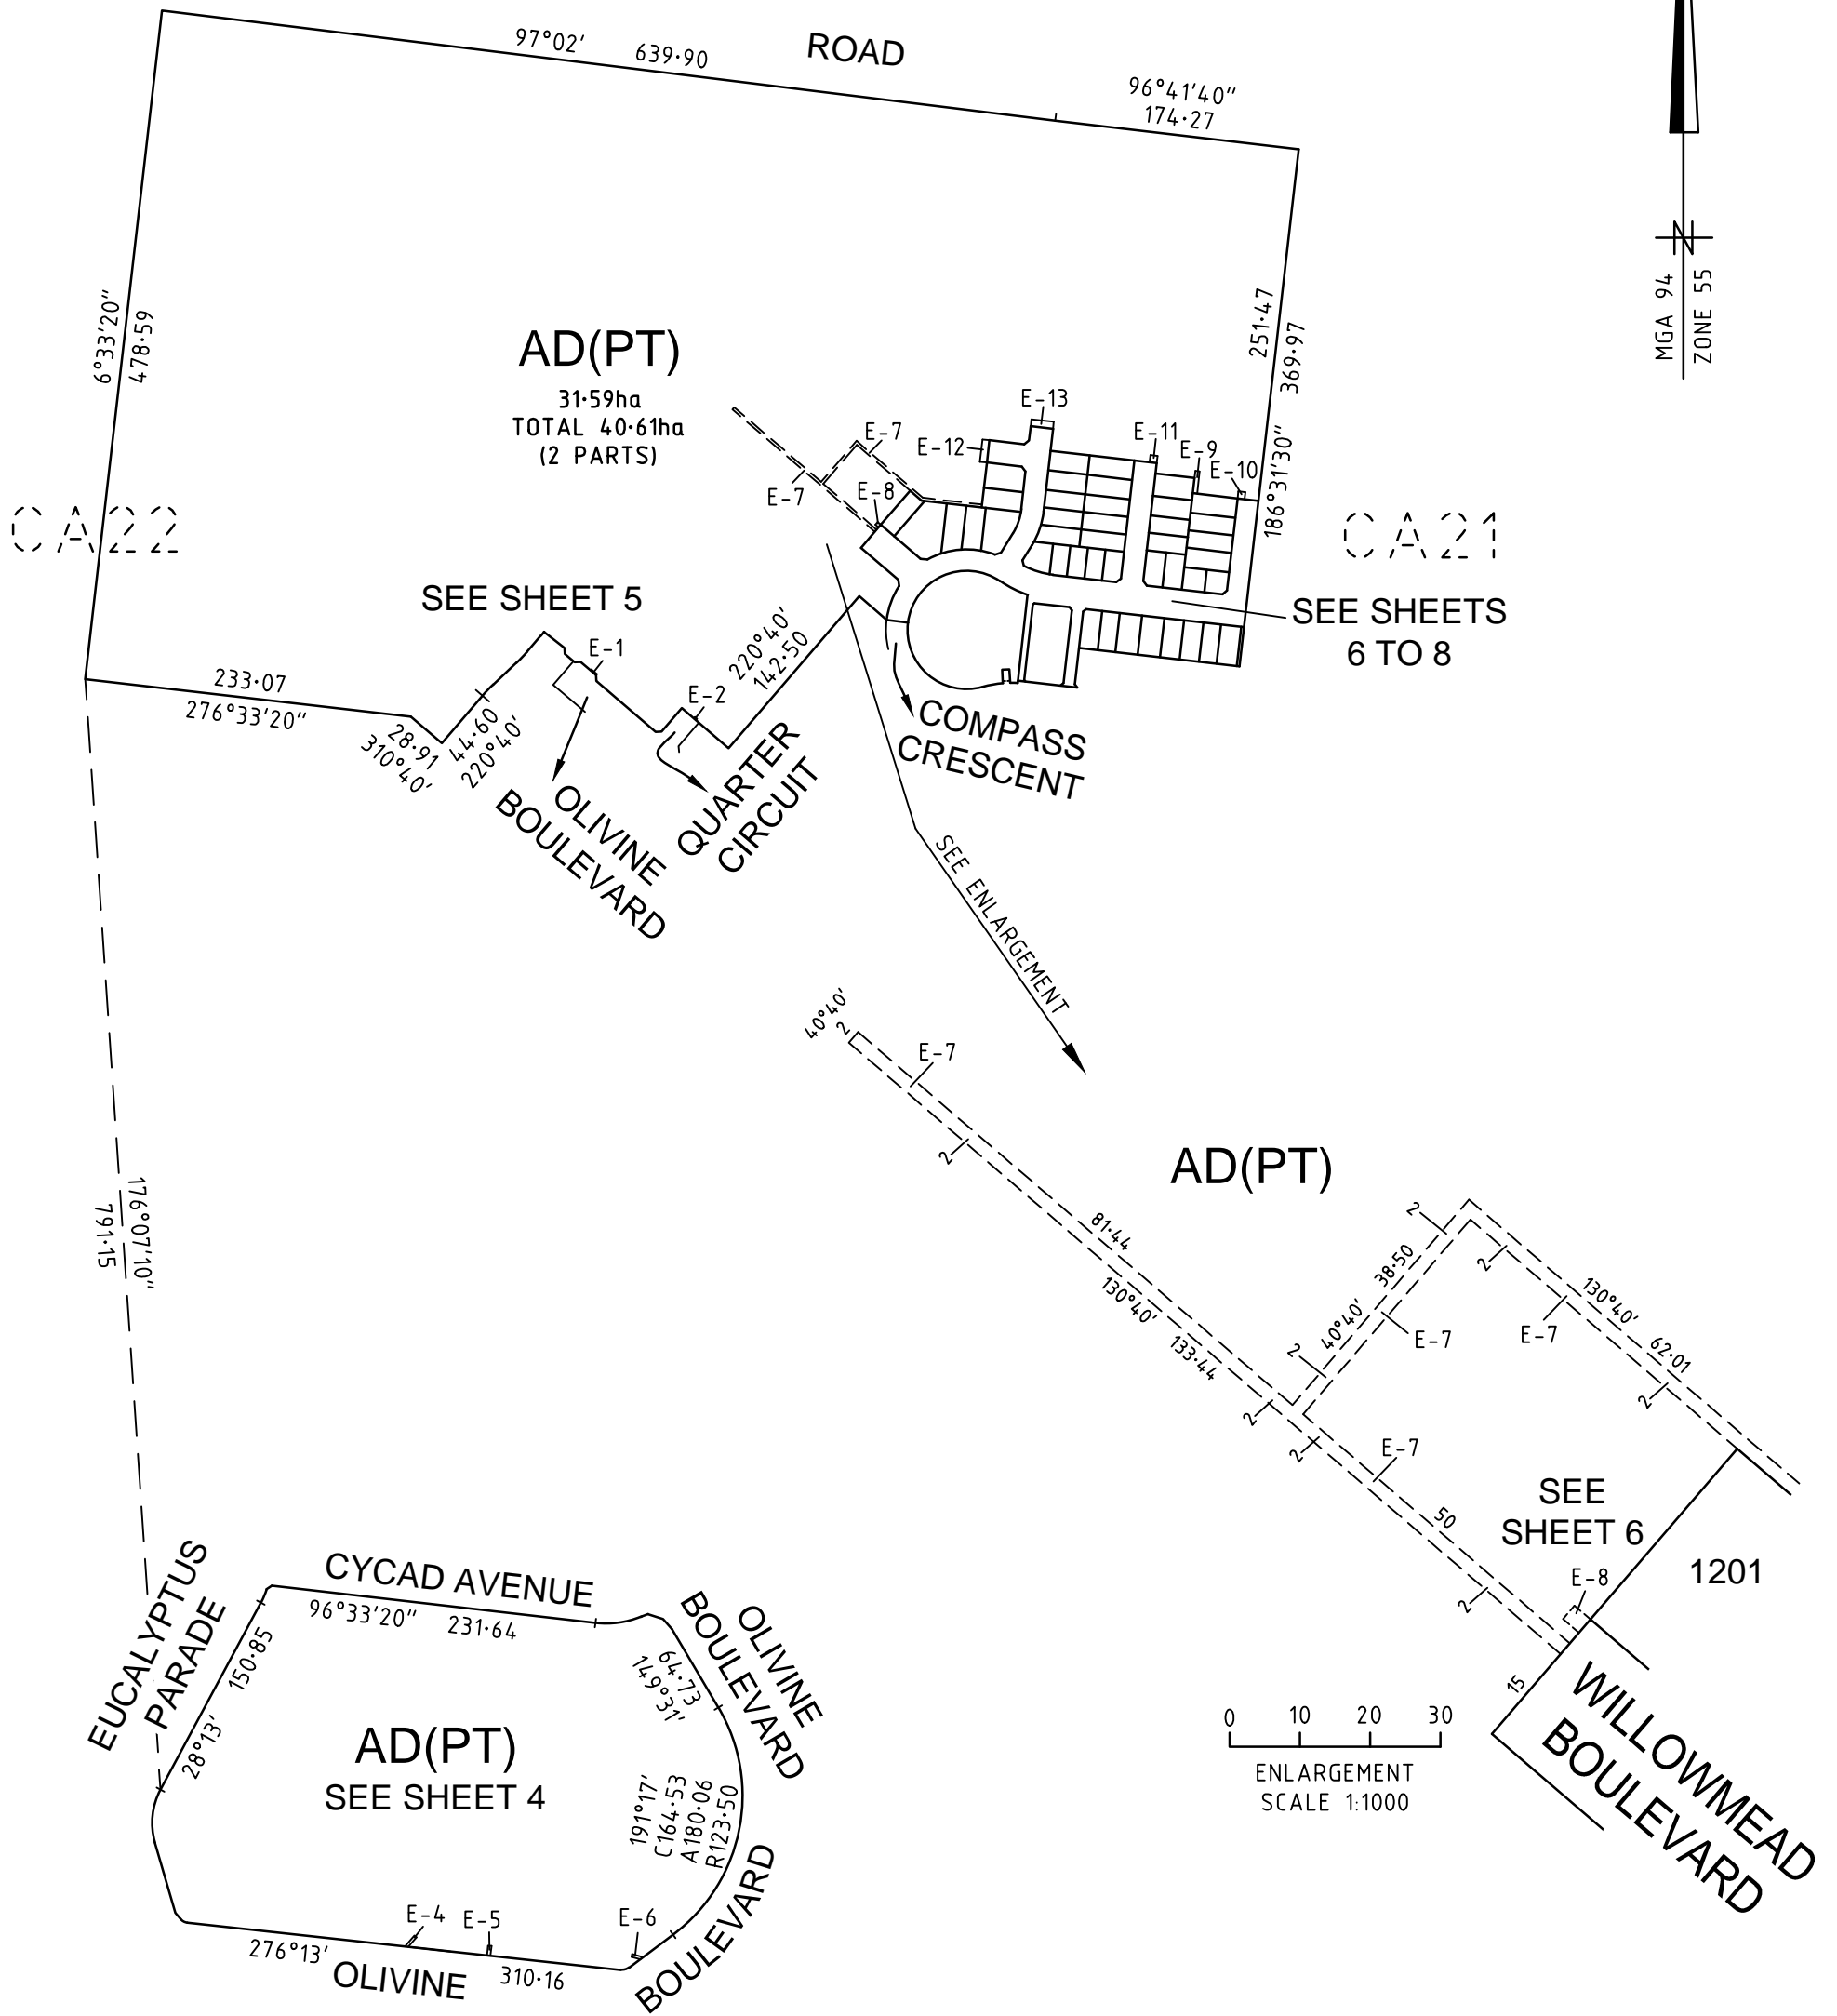 97°02' 639·90
ROAD
96°41'40"
174·27
MGA 94
ZONE 55
6°33'20"
478·59
251·47
369·97
186°31'30"
AD(PT)
31·59ha
TOTAL 40·61ha
(2 PARTS)
E-13
E-7
E-12
E-11
E-9
E-10
E-7
E-8
CA22
CA21
SEE SHEET 5
SEE SHEETS
6 TO 8
E-1
E-2
220°40'
142·50
233·07
276°33'20"
28·91
310°40'
44·60
220°40'
COMPASS
CRESCENT
QUARTER
CIRCUIT
OLIVINE
BOULEVARD
SEE ENLARGEMENT
40°40'
2
E-7
2
AD(PT)
81·44
130°40'
133·44
2
38·50
40°40'
2
E-7
2
E-7
130°40'
62·01
2
2
2
E-7
50
2
SEE
SHEET 6
E-8
1201
15
WILLOWMEAD
BOULEVARD
176°07'10"
791·15
EUCALYPTUS
PARADE
CYCAD AVENUE
96°33'20" 231·64
150·85
28°13'
OLIVINE
BOULEVARD
64·73
149°31'
AD(PT)
SEE SHEET 4
191°17'
C164·53
A180·06
R123·50
0 10 20 30
ENLARGEMENT
SCALE 1:1000
E-4
E-5
E-6
276°13'
OLIVINE
310·16
BOULEVARD